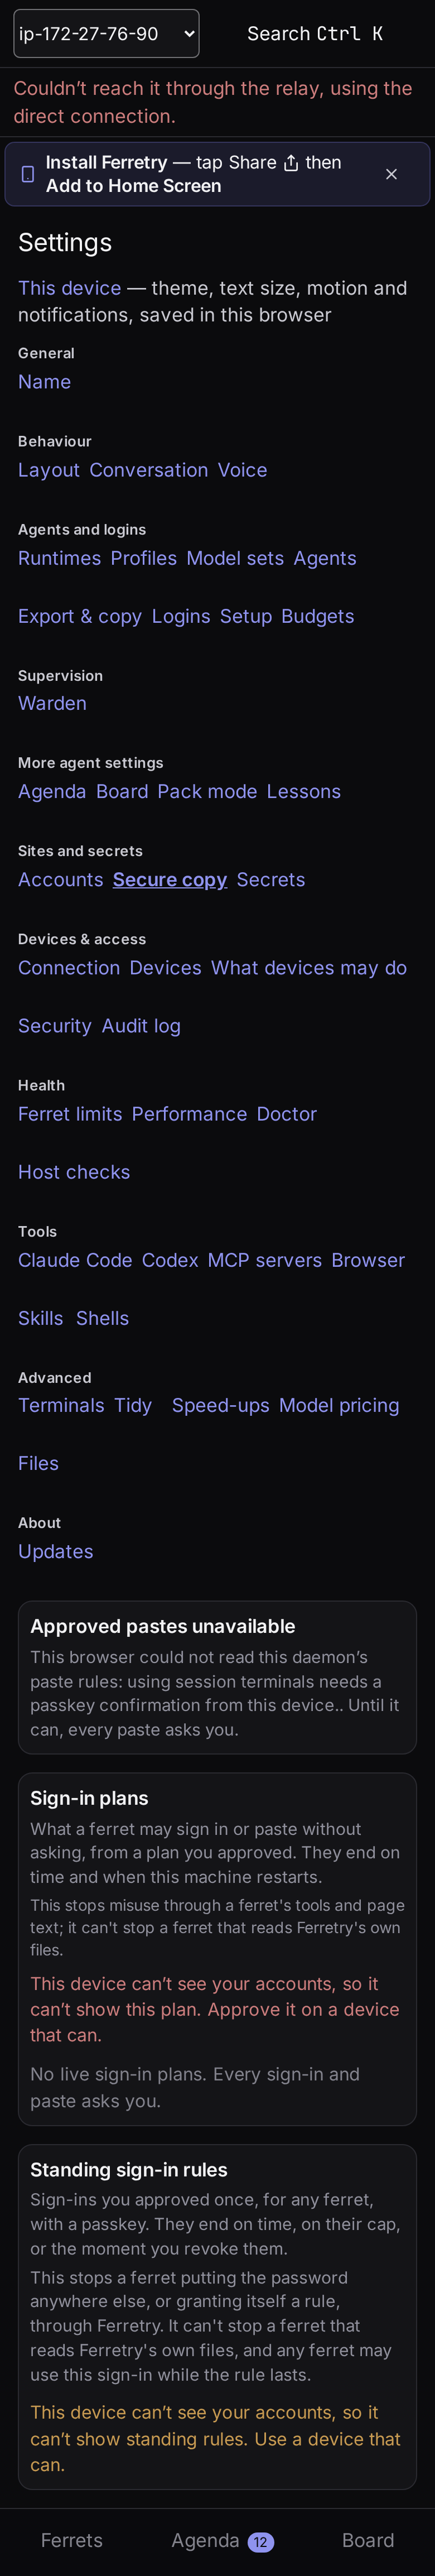 ip-172-27-76-90
Search Ctrl K
Couldn’t reach it through the relay, using the
direct connection.
Install Ferretry — tap Share then
Add to Home Screen
Settings
This device — theme, text size, motion and
notifications, saved in this browser
General
Name
Behaviour
Layout Conversation Voice
Agents and logins
Runtimes Profiles Model sets Agents
Export & copy Logins Setup Budgets
Supervision
Warden
More agent settings
Agenda Board Pack mode Lessons
Sites and secrets
Accounts Secure copy Secrets
Devices & access
Connection Devices What devices may do
Security Audit log
Health
Ferret limits Performance Doctor
Host checks
Tools
Claude Code Codex MCP servers Browser
Skills Shells
Advanced
Terminals Tidy Speed-ups Model pricing
Files
About
Updates
Approved pastes unavailable
This browser could not read this daemon’s
paste rules: using session terminals needs a
passkey confirmation from this device.. Until it
can, every paste asks you.
Sign-in plans
What a ferret may sign in or paste without
asking, from a plan you approved. They end on
time and when this machine restarts.
This stops misuse through a ferret's tools and page
text; it can't stop a ferret that reads Ferretry's own
files.
This device can’t see your accounts, so it
can’t show this plan. Approve it on a device
that can.
No live sign-in plans. Every sign-in and
paste asks you.
Standing sign-in rules
Sign-ins you approved once, for any ferret,
with a passkey. They end on time, on their cap,
or the moment you revoke them.
This stops a ferret putting the password
anywhere else, or granting itself a rule,
through Ferretry. It can't stop a ferret that
reads Ferretry's own files, and any ferret may
use this sign-in while the rule lasts.
This device can’t see your accounts, so it
can’t show standing rules. Use a device that
can.
Ferrets Agenda 12 Board